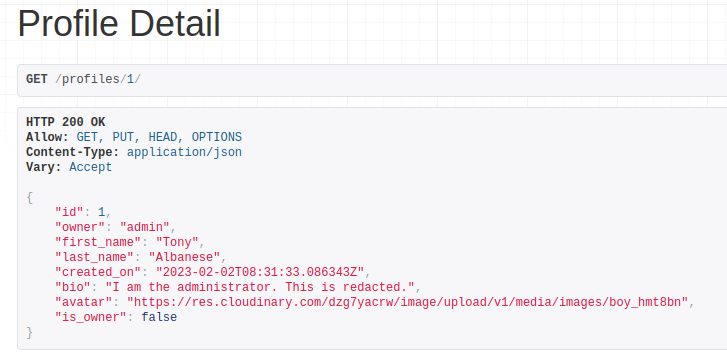 Profile Detail
GET /profiles/1/
HTTP 200 OK
Allow: GET, PUT, HEAD, OPTIONS
Content-Type: application/json
Vary: Accept
{
    "id": 1,
    "owner": "admin",
    "first_name": "Tony",
    "last_name": "Albanese",
    "created_on": "2023-02-02T08:31:33.086343Z",
    "bio": "I am the administrator. This is redacted.",
    "avatar": "https://res.cloudinary.com/dzg7yacrw/image/upload/v1/media/images/boy_hmt8bn",
    "is_owner": false
}